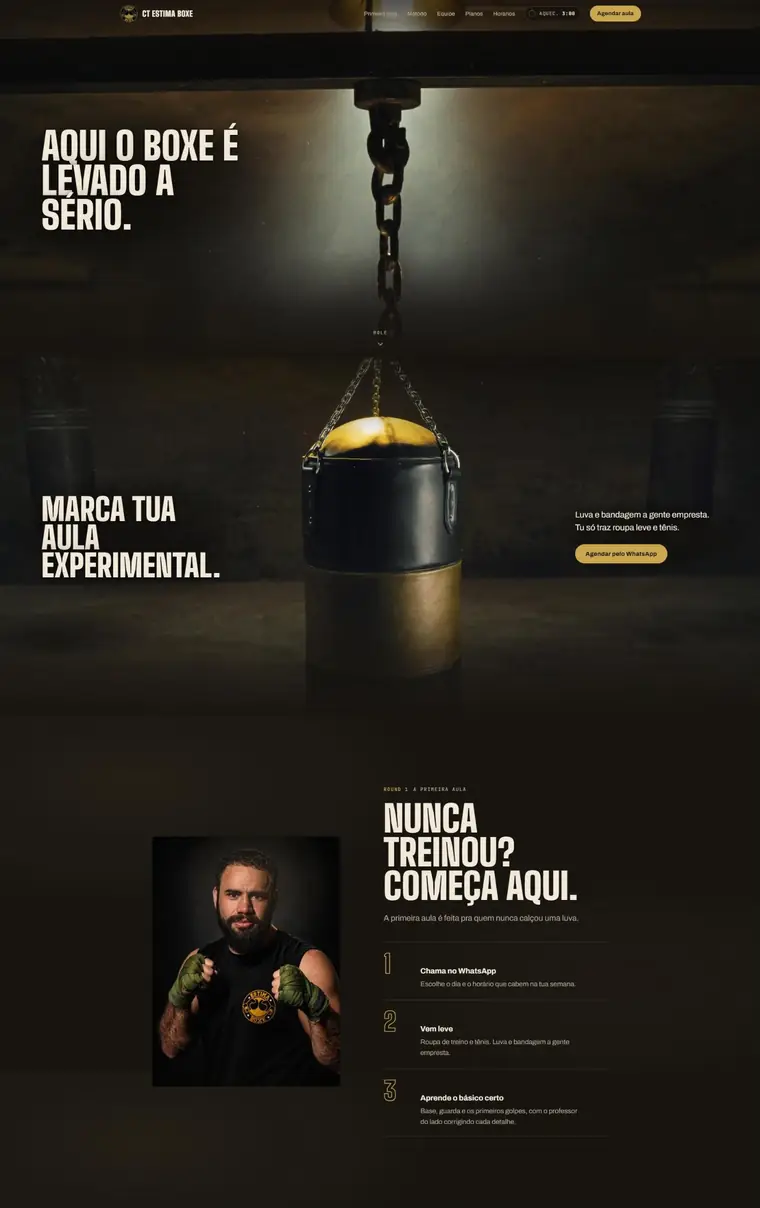 CT ESTIMA BOXE
Método
Equipe
Planos
Horários
AQUEC. 3:00
Agendar aula
AQUI O BOXE É
LEVADO A
SÉRIO.
ROLE
MARCA TUA
AULA
EXPERIMENTAL.
Luva e bandagem a gente empresta.
Tu só traz roupa leve e tênis.
Agendar pelo WhatsApp
ROUND 1 A PRIMEIRA AULA
NUNCA
TREINOU?
COMEÇA AQUI.
A primeira aula é feita pra quem nunca calçou uma luva.
1
Chama no WhatsApp
Escolhe o dia e o horário que cabem na tua semana.
2
Vem leve
Roupa de treino e tênis. Luva e bandagem a gente
empresta.
3
Aprende o básico certo
Base, guarda e os primeiros golpes, com o professor
do lado corrigindo cada detalhe.
ESTIMA
BOXE